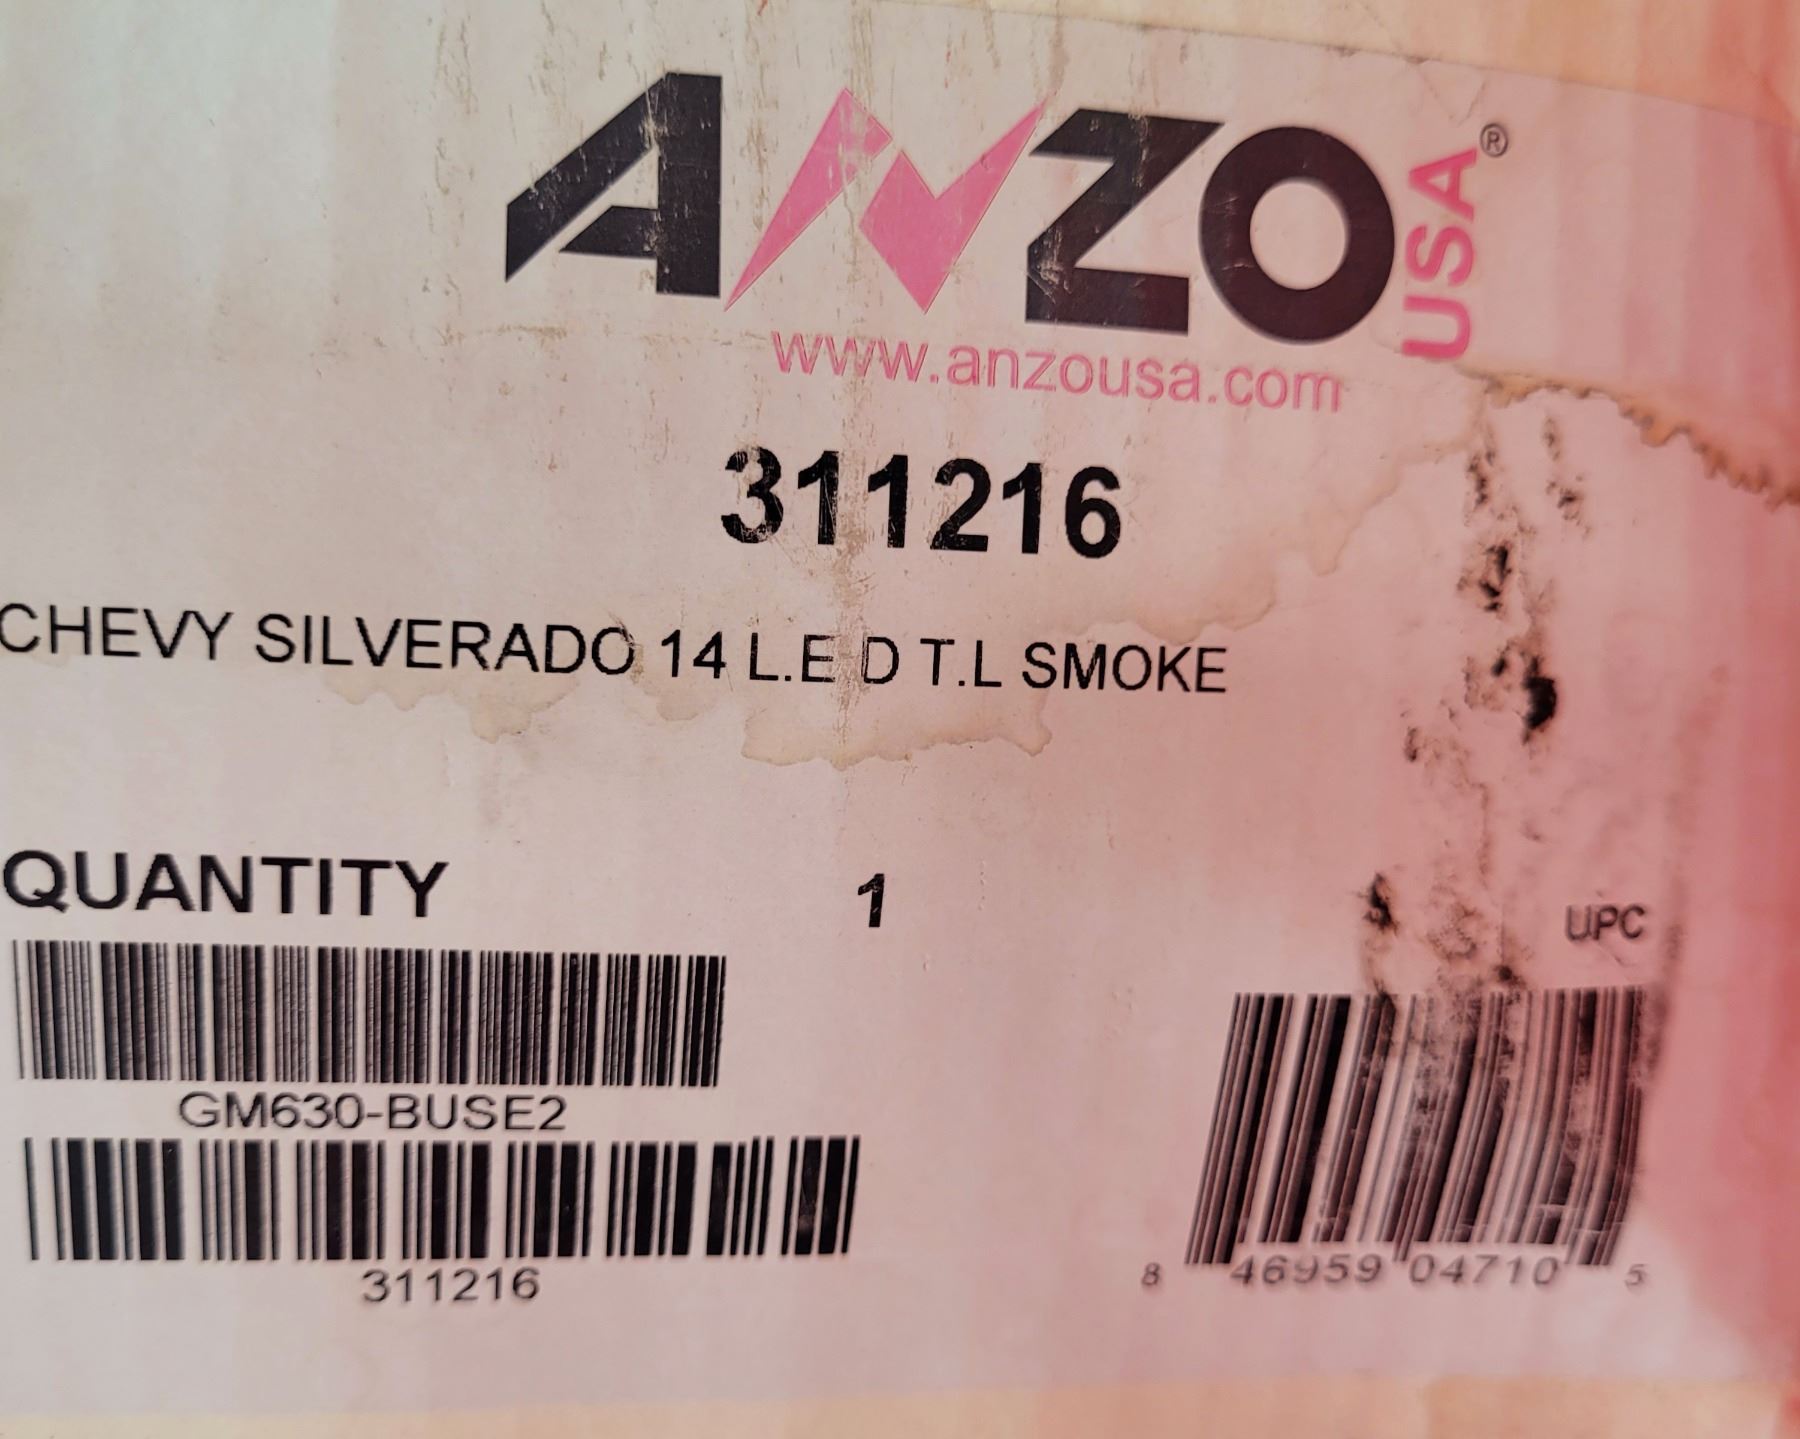 ANZO USA®
www.anzousa.com
311216
CHEVY SILVERADO 14 L.E D T.L SMOKE
QUANTITY 1
UPC
GM630-BUSE2
311216
8 46959 04710 5